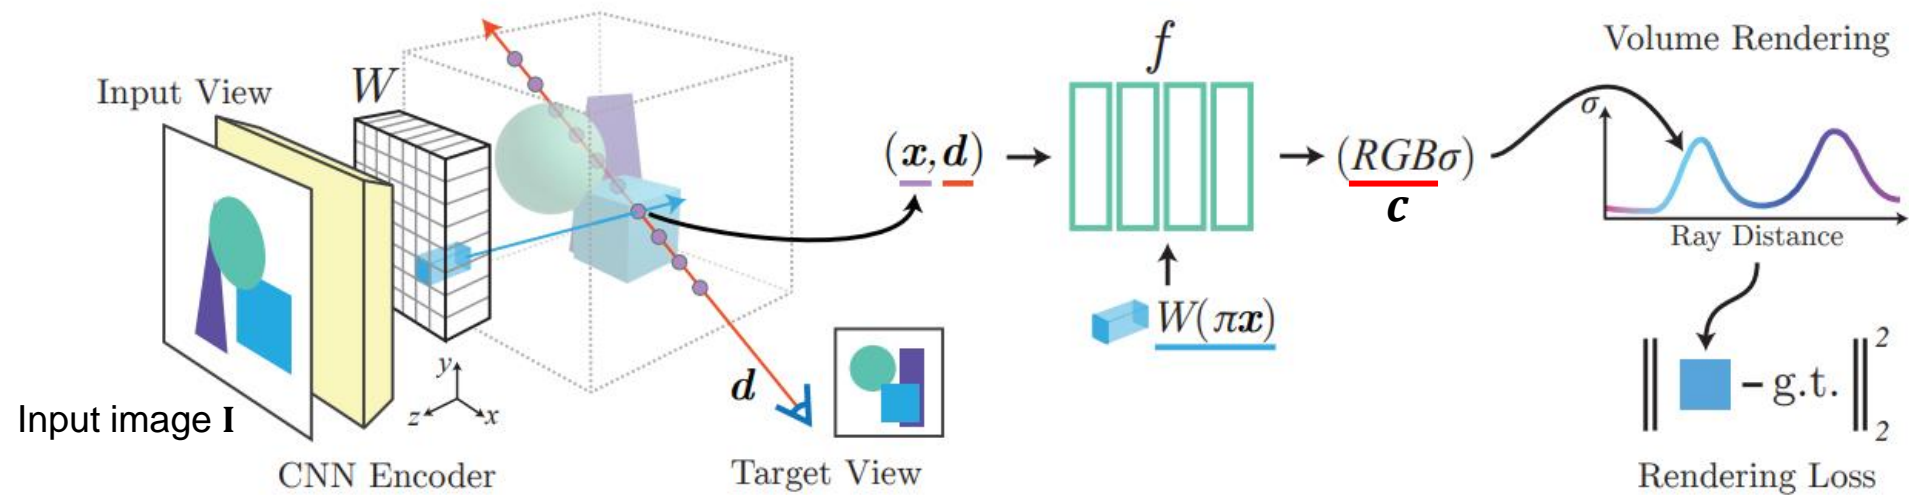 Input View
W
Input image I
CNN Encoder
y
z
x
d
Target View
(x, d)
f
W(πx)
(RGBσ)
c
Volume Rendering
σ
Ray Distance
‖ – g.t. ‖ 2 2
Rendering Loss